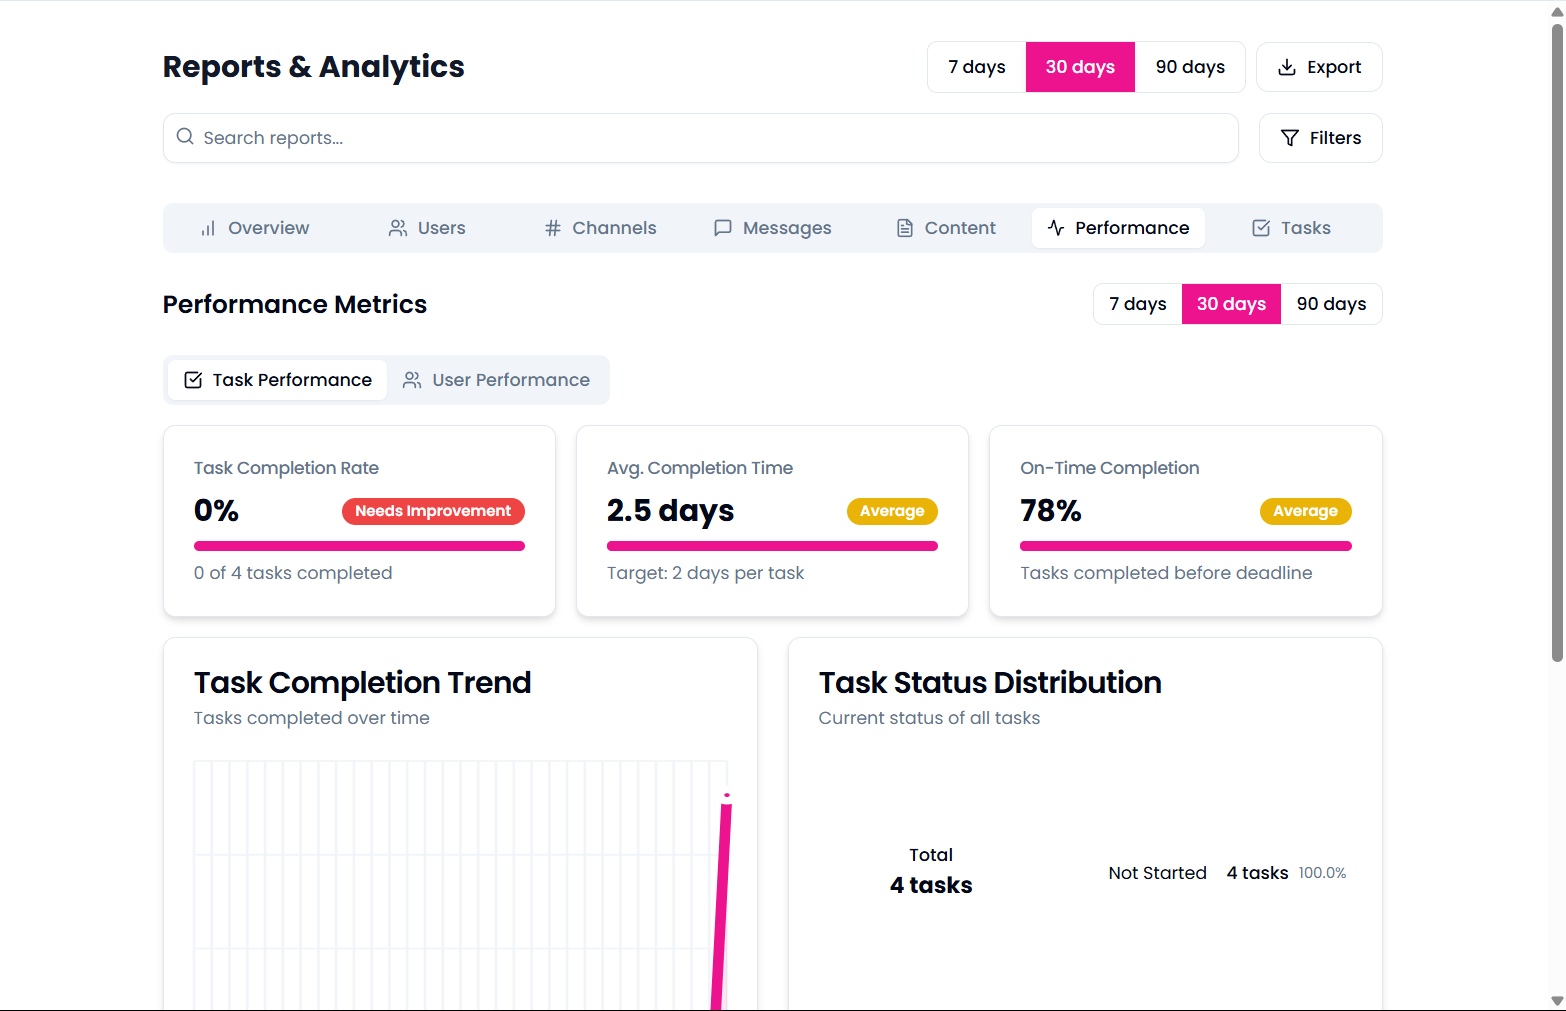 Reports & Analytics
7 days
30 days
90 days
Export
Search reports...
Filters
Overview
Users
Channels
Messages
Content
Performance
Tasks
Performance Metrics
7 days
30 days
90 days
Task Performance
User Performance
Task Completion Rate
0%
Needs Improvement
0 of 4 tasks completed
Avg. Completion Time
2.5 days
Average
Target: 2 days per task
On-Time Completion
78%
Average
Tasks completed before deadline
Task Completion Trend
Tasks completed over time
Task Status Distribution
Current status of all tasks
Total
4 tasks
Not Started 4 tasks 100.0%